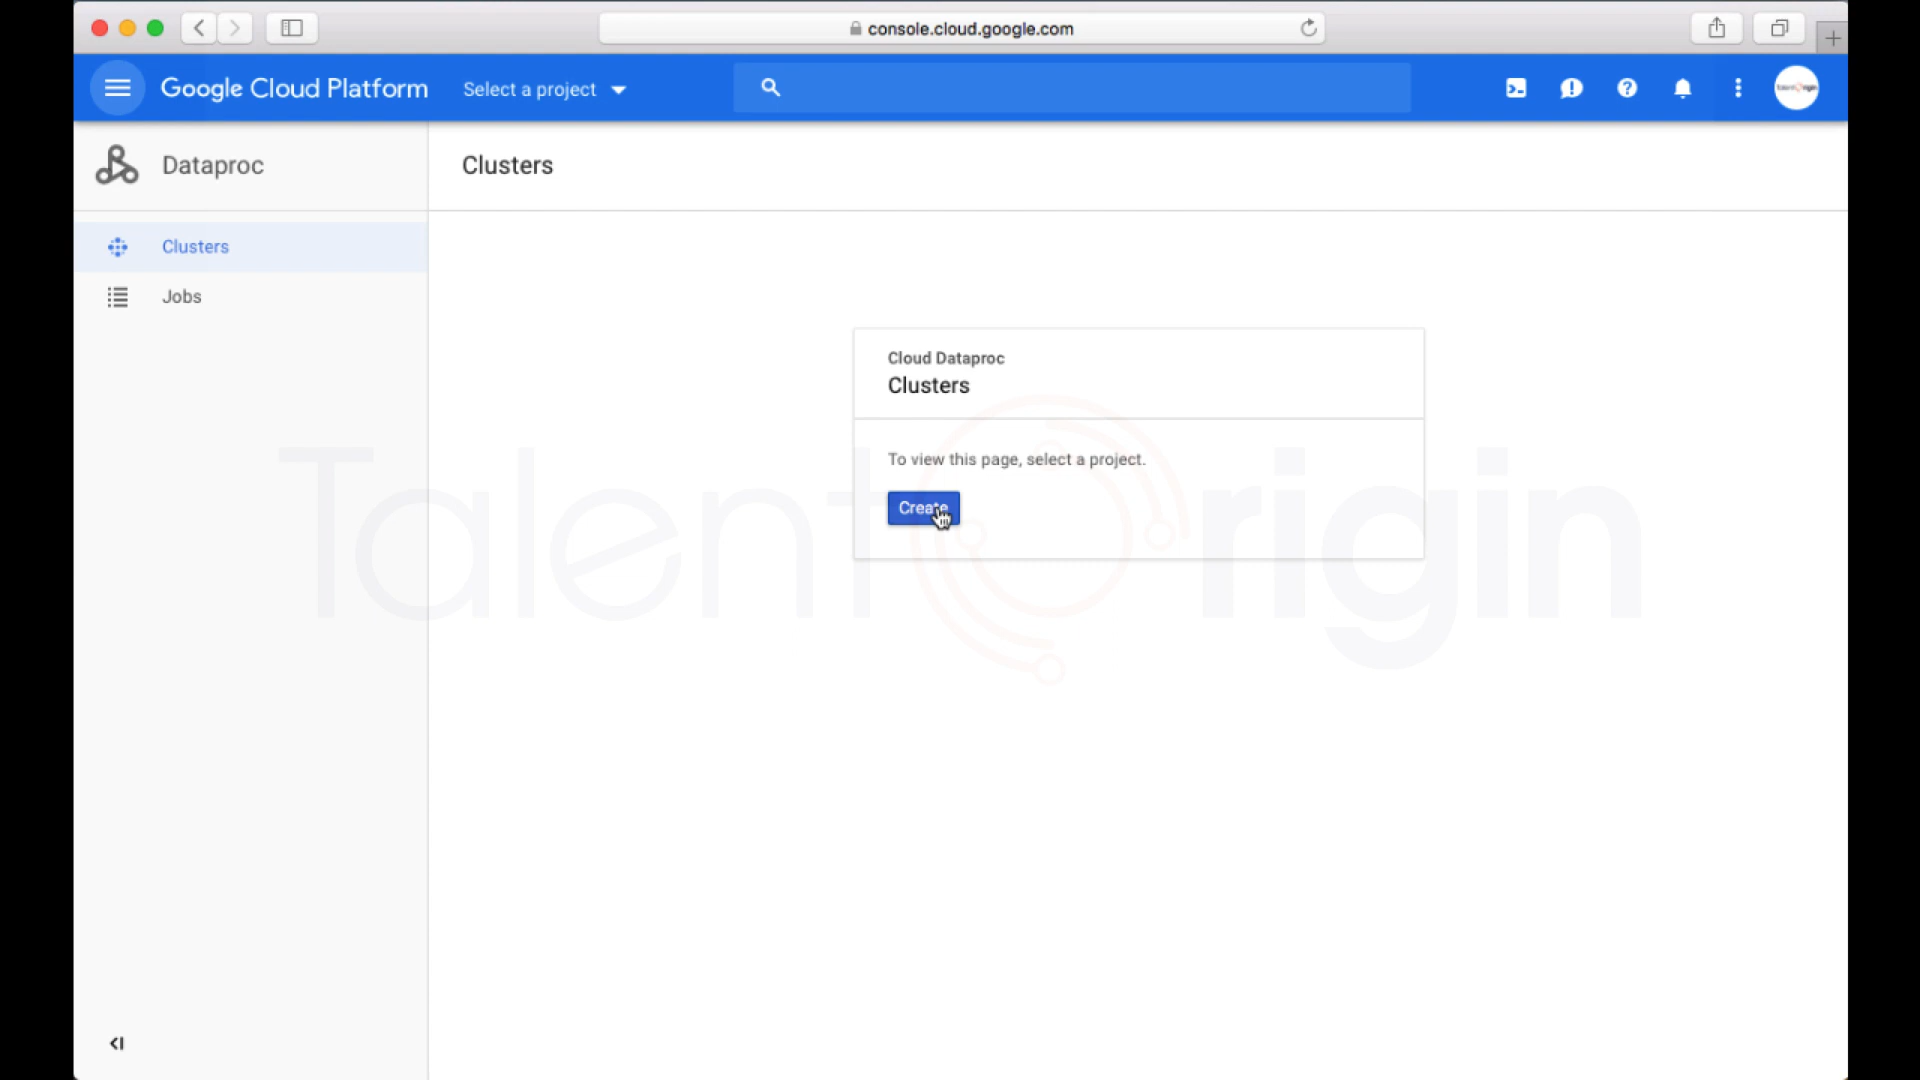 console.cloud.google.com
Google Cloud Platform
Select a project
Dataproc
Clusters
Clusters
Jobs
Cloud Dataproc
Clusters
To view this page, select a project.
Create
TalentOrigin